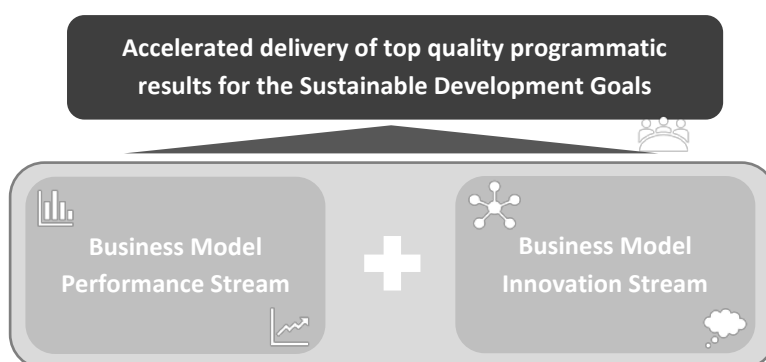 Accelerated delivery of top quality programmatic
results for the Sustainable Development Goals
Business Model
Performance Stream
Business Model
Innovation Stream